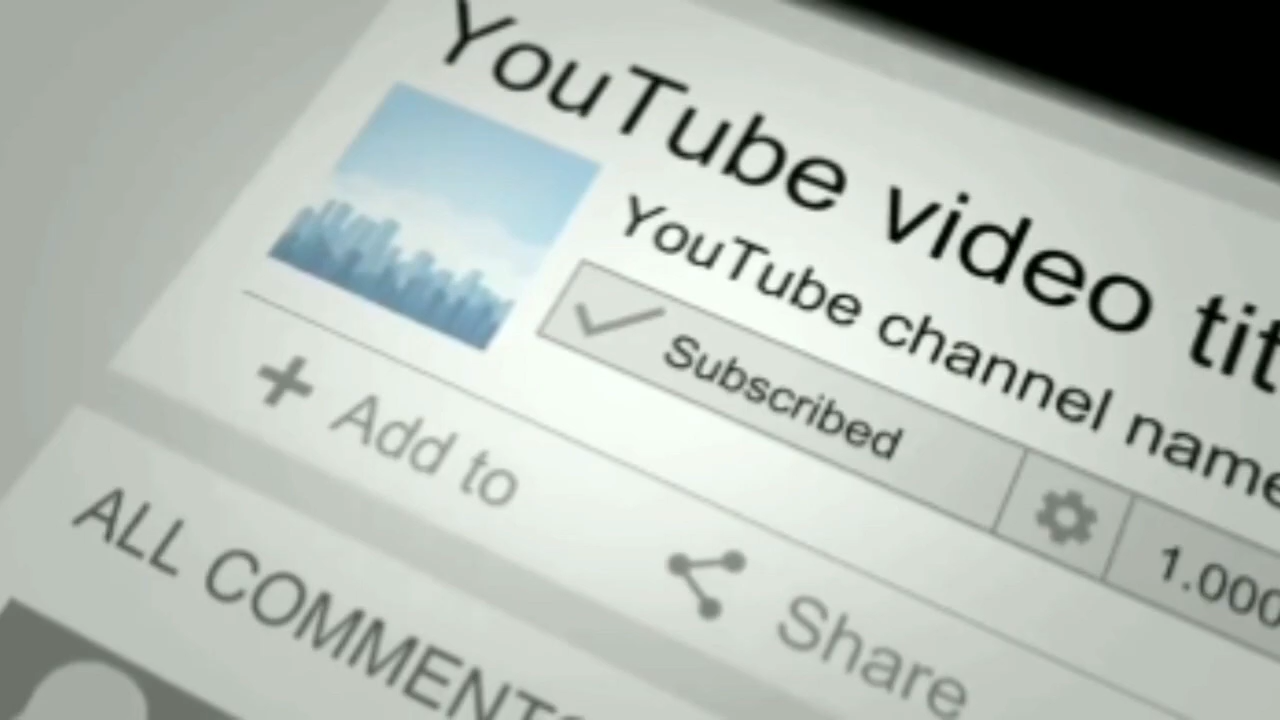 YouTube video tit
YouTube channel name
Subscribed
1.000
Add to
Share
ALL COMMENTS